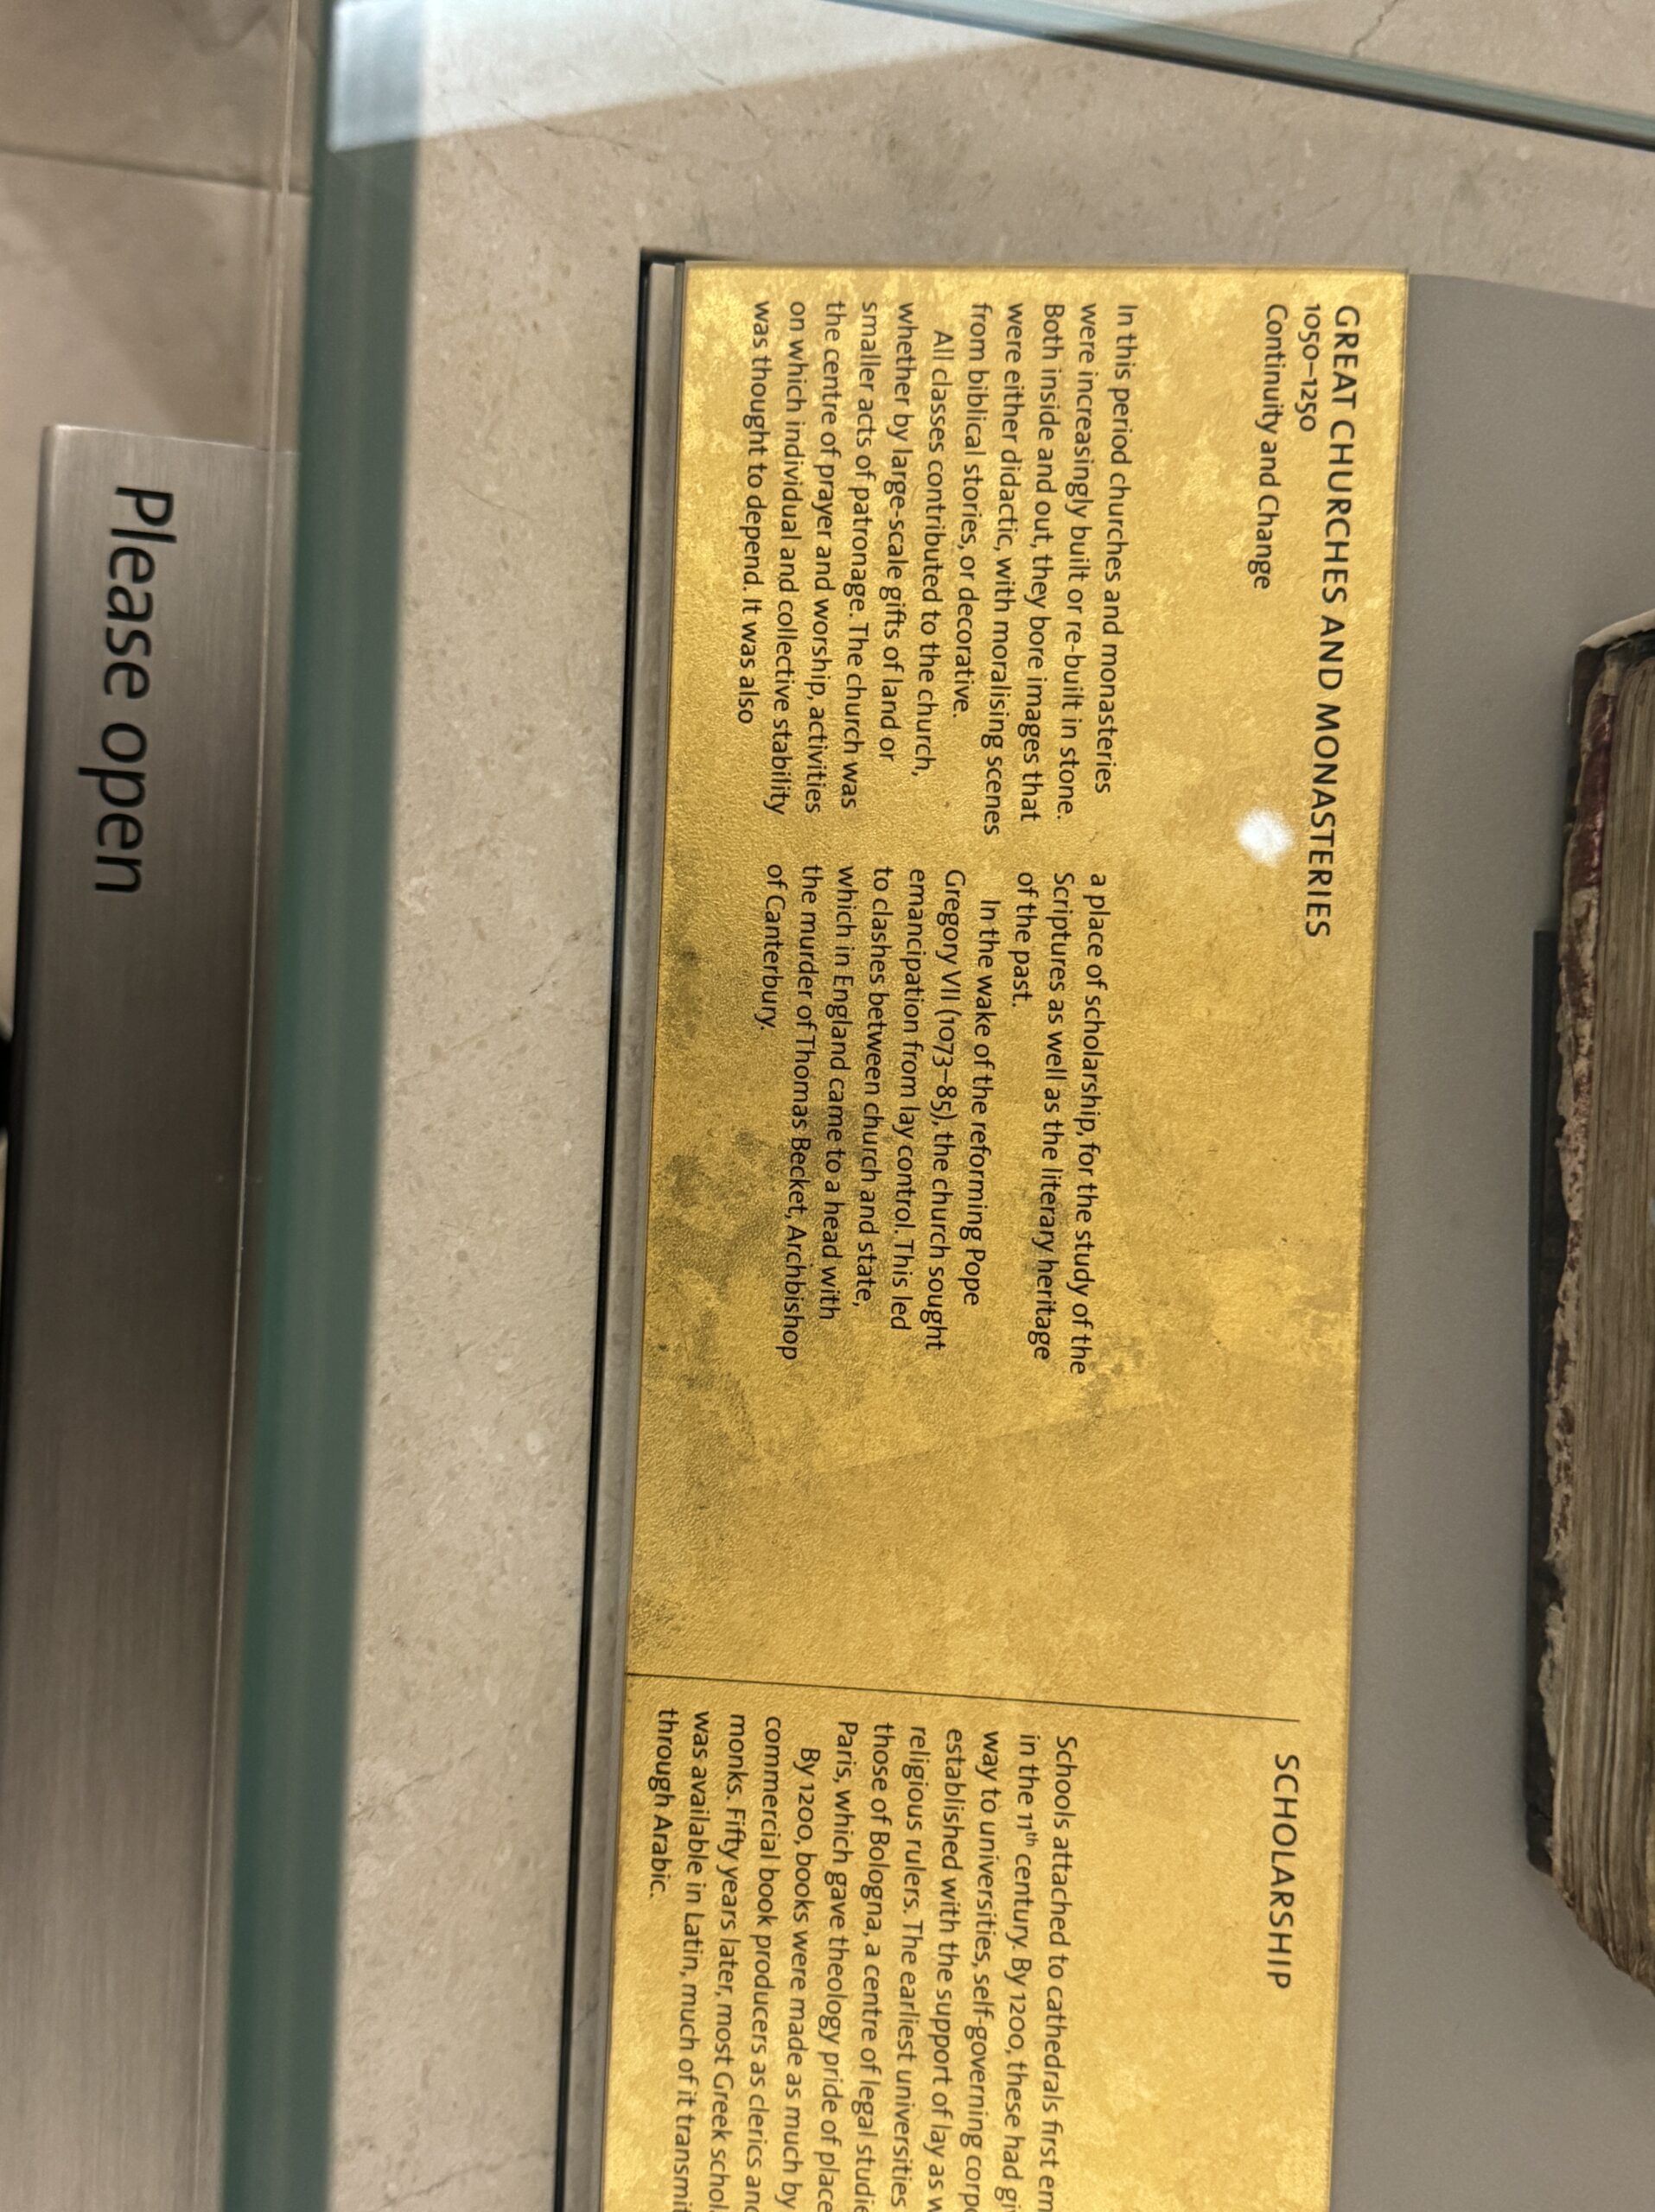 GREAT CHURCHES AND MONASTERIES
1050–1250
Continuity and Change
In this period churches and monasteries
were increasingly built or re-built in stone.
Both inside and out, they bore images that
were either didactic, with moralising scenes
from biblical stories, or decorative.
All classes contributed to the church,
whether by large-scale gifts of land or
smaller acts of patronage. The church was
the centre of prayer and worship, activities
on which individual and collective stability
was thought to depend. It was also
a place of scholarship, for the study of the
Scriptures as well as the literary heritage
of the past.
In the wake of the reforming Pope
Gregory VII (1073–85), the church sought
emancipation from lay control. This led
to clashes between church and state,
which in England came to a head with
the murder of Thomas Becket, Archbishop
of Canterbury.
SCHOLARSHIP
Schools attached to cathedrals first em
in the 11th century. By 1200, these had gi
way to universities, self-governing corpo
established with the support of lay as w
religious rulers. The earliest universities
those of Bologna, a centre of legal studie
Paris, which gave theology pride of place
By 1200, books were made as much by
commercial book producers as clerics and
monks. Fifty years later, most Greek schol
was available in Latin, much of it transmit
through Arabic.
Please open